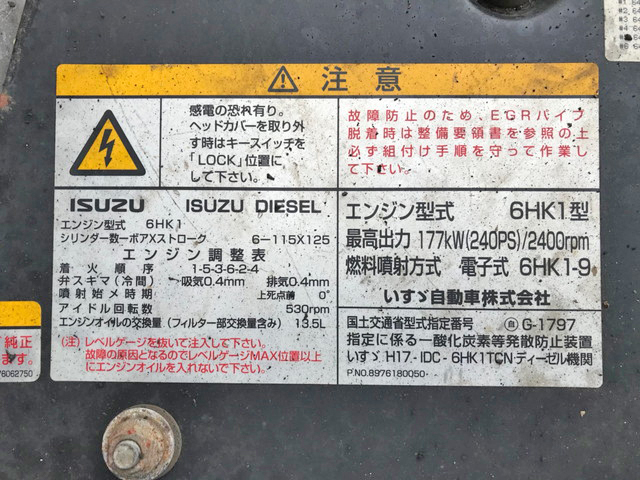 注意
感電の恐れ有り。
ヘッドカバーを取り外
す時はキースイッチを
「LOCK」位置に
して下さい。
故障防止のため、EGRパイプ
脱着時は整備要領書を参照の上
必ず組付け手順を守って作業し
て下さい。
ISUZU ISUZU DIESEL
エンジン型式 6HK1
シリンダー数ーボアXストローク 6-115X125
エンジン調整表
着火順序 1-5-3-6-2-4
弁スキマ(冷間) 吸気0.4mm 排気0.4mm
噴射始め時期 上死点前 0°
アイドル回転数 530rpm
エンジンオイルの交換量(フィルター部交換量含み) 13.5L
(注)レベルゲージを抜いて注入して下さい。
故障の原因となるのでレベルゲージMAX位置以上
にエンジンオイルを入れないで下さい。
エンジン型式 6HK1型
最高出力 177kW(240PS)/2400rpm
燃料噴射方式 電子式 6HK1-9
いすゞ自動車株式会社
国土交通省型式指定番号 自 G-1797
指定に係る一酸化炭素等発散防止装置
いすゞ H17-IDC-6HK1TCNディーゼル機関
P.NO.8976180050-
純正
ます。
76062750